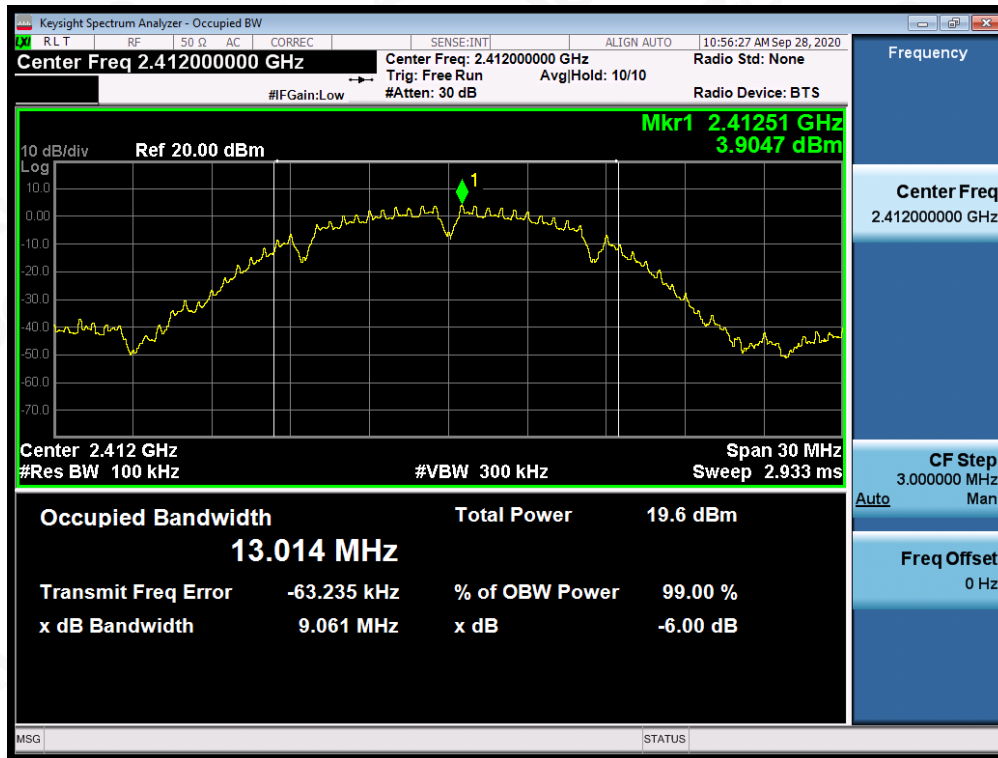 Keysight Spectrum Analyzer - Occupied BW
LXI RLT RF 50 Ω AC CORREC SENSE:INT ALIGN AUTO 10:56:27 AM Sep 28, 2020
Center Freq 2.412000000 GHz
Center Freq: 2.412000000 GHz Radio Std: None
Trig: Free Run Avg|Hold: 10/10
#IFGain:Low #Atten: 30 dB Radio Device: BTS
Mkr1 2.41251 GHz
3.9047 dBm
10 dB/div Ref 20.00 dBm
Log
10.0
0.00
-10.0
-20.0
-30.0
-40.0
-50.0
-60.0
-70.0
1
Center 2.412 GHz Span 30 MHz
#Res BW 100 kHz #VBW 300 kHz Sweep 2.933 ms
Occupied Bandwidth Total Power 19.6 dBm
13.014 MHz
Transmit Freq Error -63.235 kHz % of OBW Power 99.00 %
x dB Bandwidth 9.061 MHz x dB -6.00 dB
MSG STATUS
Frequency
Center Freq
2.412000000 GHz
CF Step
3.000000 MHz
Auto Man
Freq Offset
0 Hz